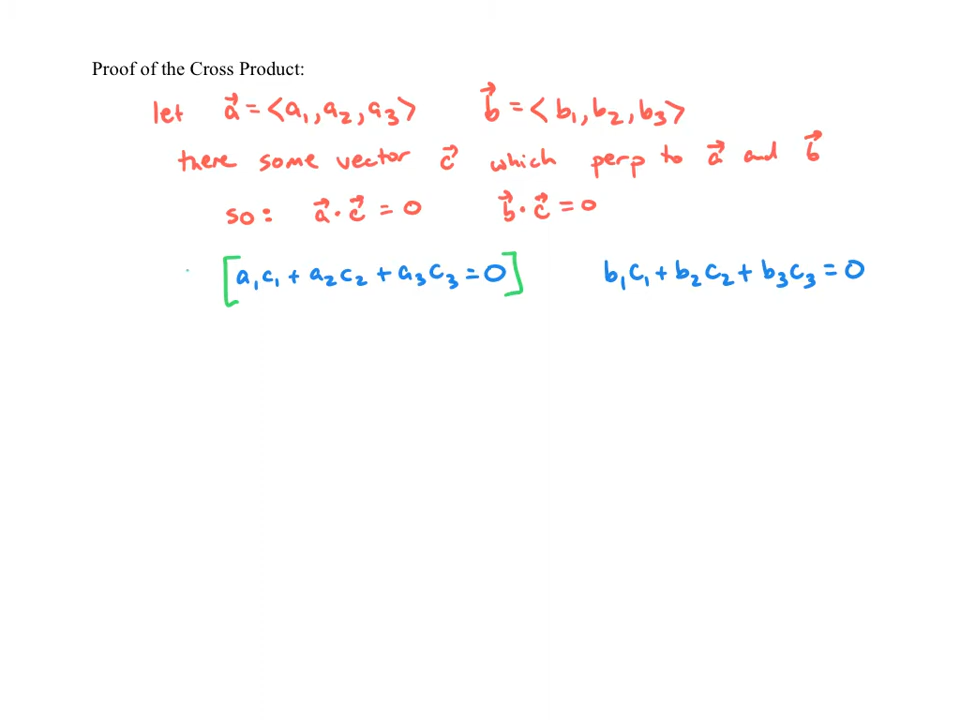 Proof of the Cross Product:
let a⃗ = <a₁, a₂, a₃> b⃗ = <b₁, b₂, b₃>
there some vector c⃗ which perp to a⃗ and b⃗
so: a⃗ · c⃗ = 0 b⃗ · c⃗ = 0
[a₁c₁ + a₂c₂ + a₃c₃ = 0] b₁c₁ + b₂c₂ + b₃c₃ = 0